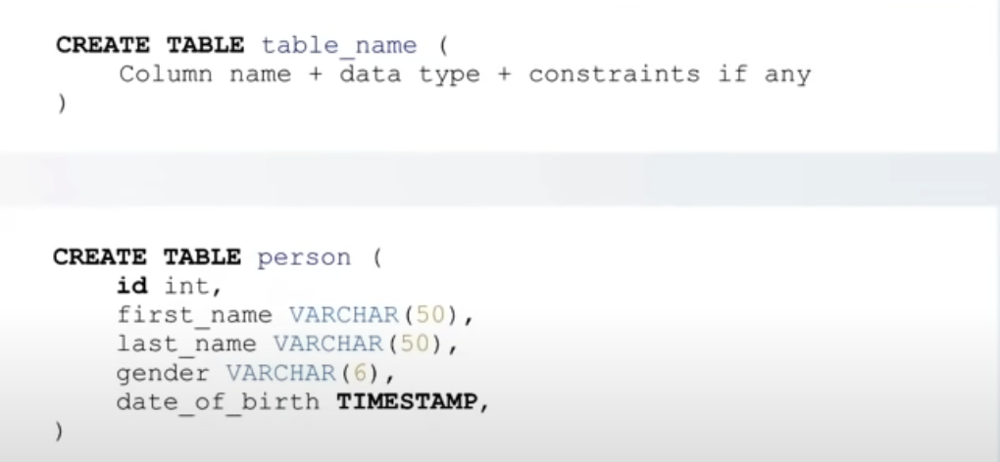 CREATE TABLE table_name (
Column name + data type + constraints if any
)
CREATE TABLE person (
id int,
first_name VARCHAR(50),
last_name VARCHAR(50),
gender VARCHAR(6),
date_of_birth TIMESTAMP,
)